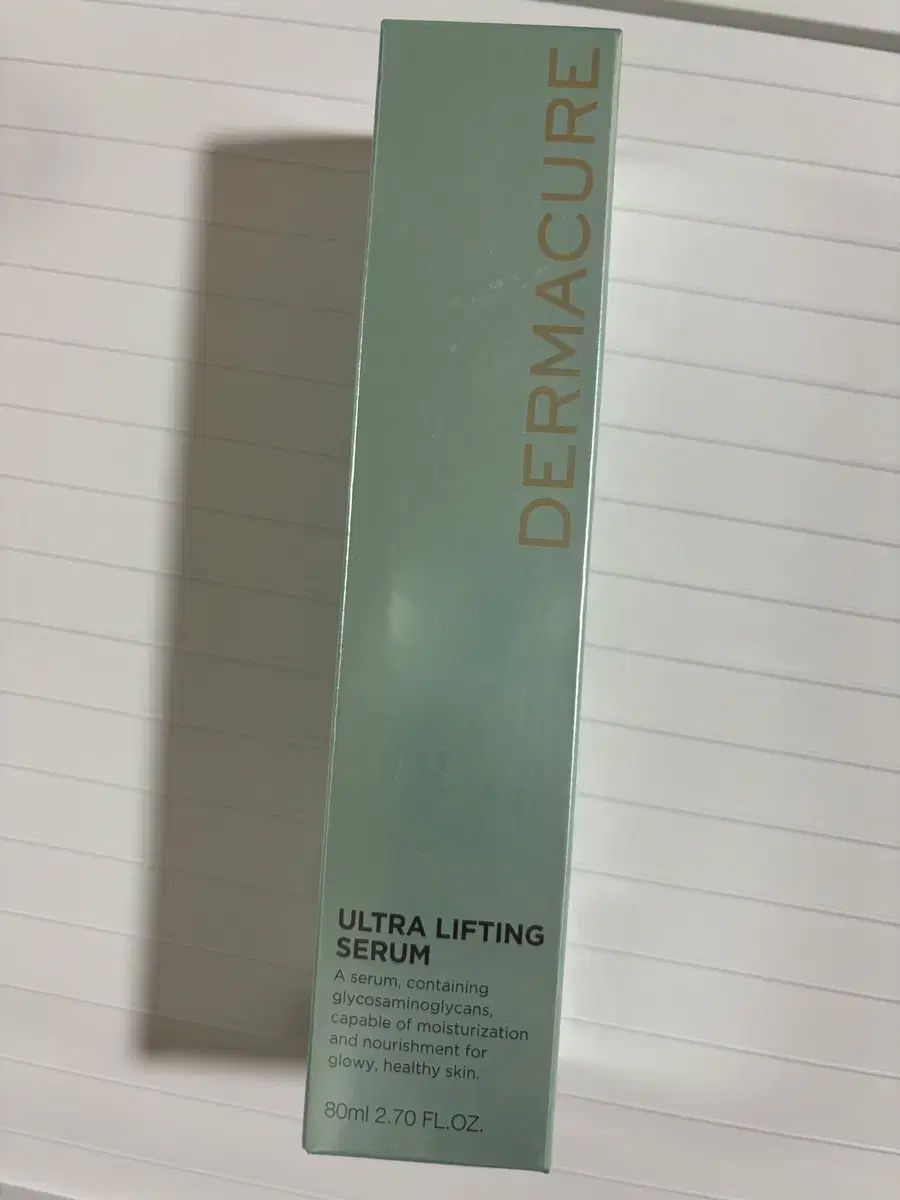 DERMACURE
ULTRA LIFTING
SERUM
A serum, containing
glycosaminoglycans,
capable of moisturization
and nourishment for
glowy, healthy skin.
80ml 2.70 FL.OZ.